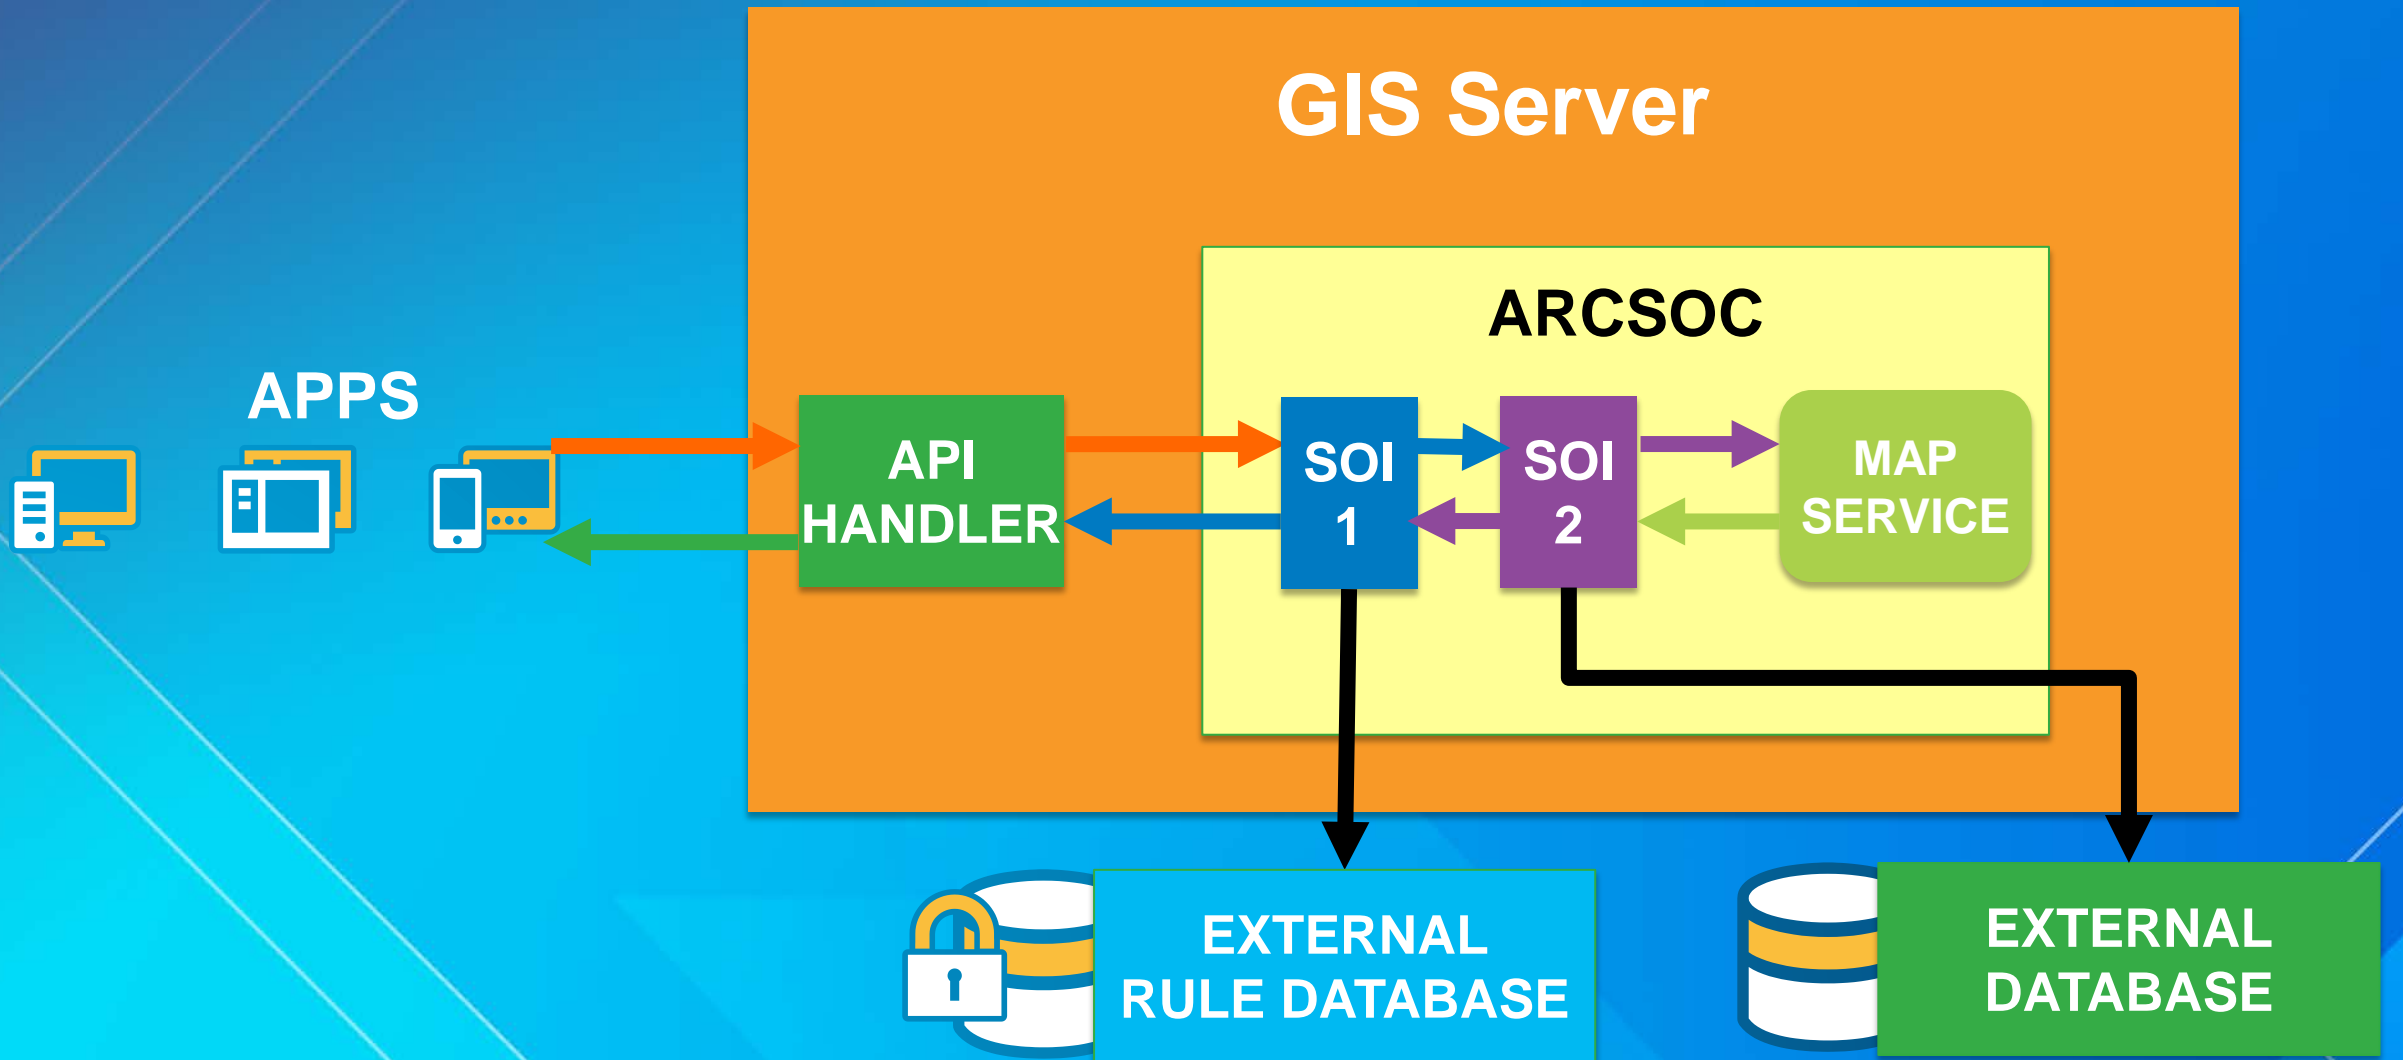 GIS Server
ARCSOC
APPS
API
HANDLER
SOI
1
SOI
2
MAP
SERVICE
EXTERNAL
RULE DATABASE
EXTERNAL
DATABASE